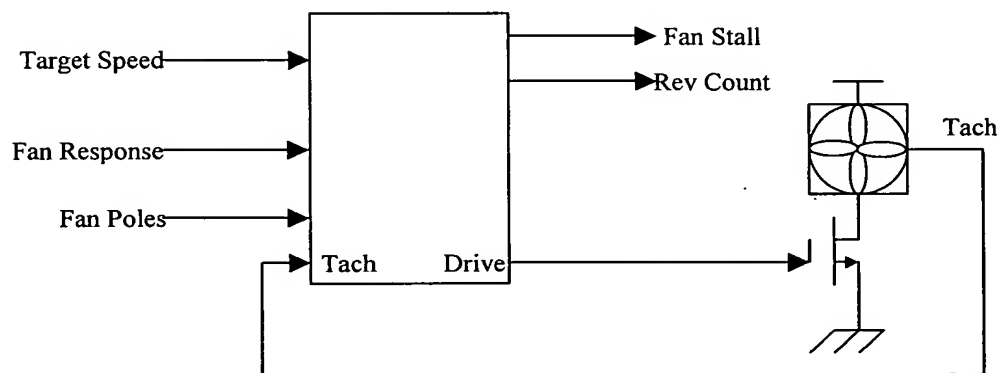 Target Speed
Fan Response
Fan Poles
Tach
Drive
Fan Stall
Rev Count
Tach